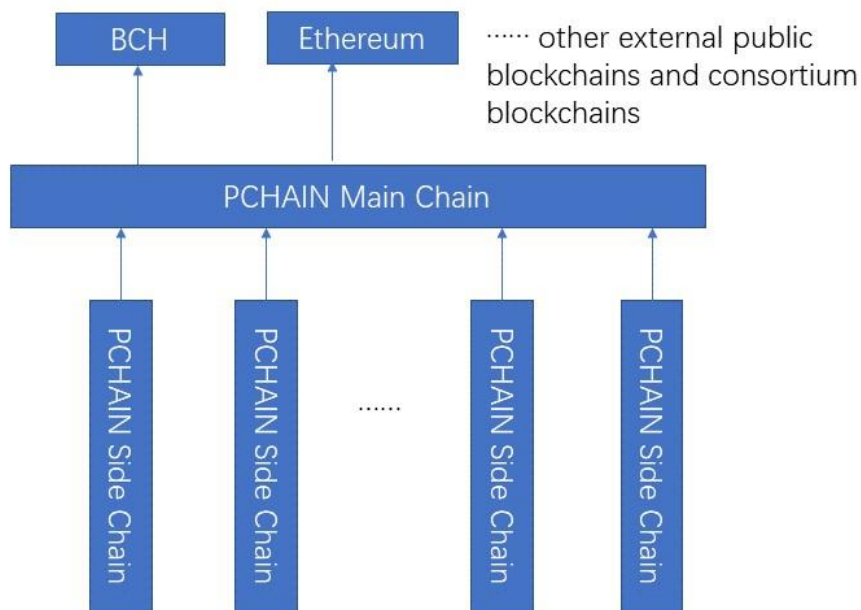 BCH
Ethereum
...... other external public
blockchains and consortium
blockchains
PCHAIN Main Chain
PCHAIN Side Chain
PCHAIN Side Chain
......
PCHAIN Side Chain
PCHAIN Side Chain